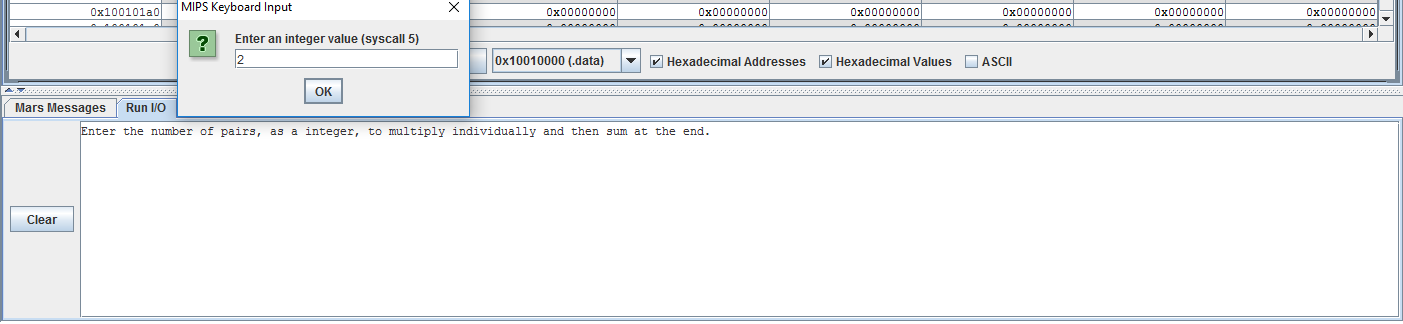 MIPS Keyboard Input
0x100101a0 0x00000000 0x00000000 0x00000000 0x00000000 0x00000000 0x00000000
Enter an integer value (syscall 5)
2
0x10010000 (.data) Hexadecimal Addresses Hexadecimal Values ASCII
OK
Mars Messages Run I/O
Enter the number of pairs, as a integer, to multiply individually and then sum at the end.
Clear